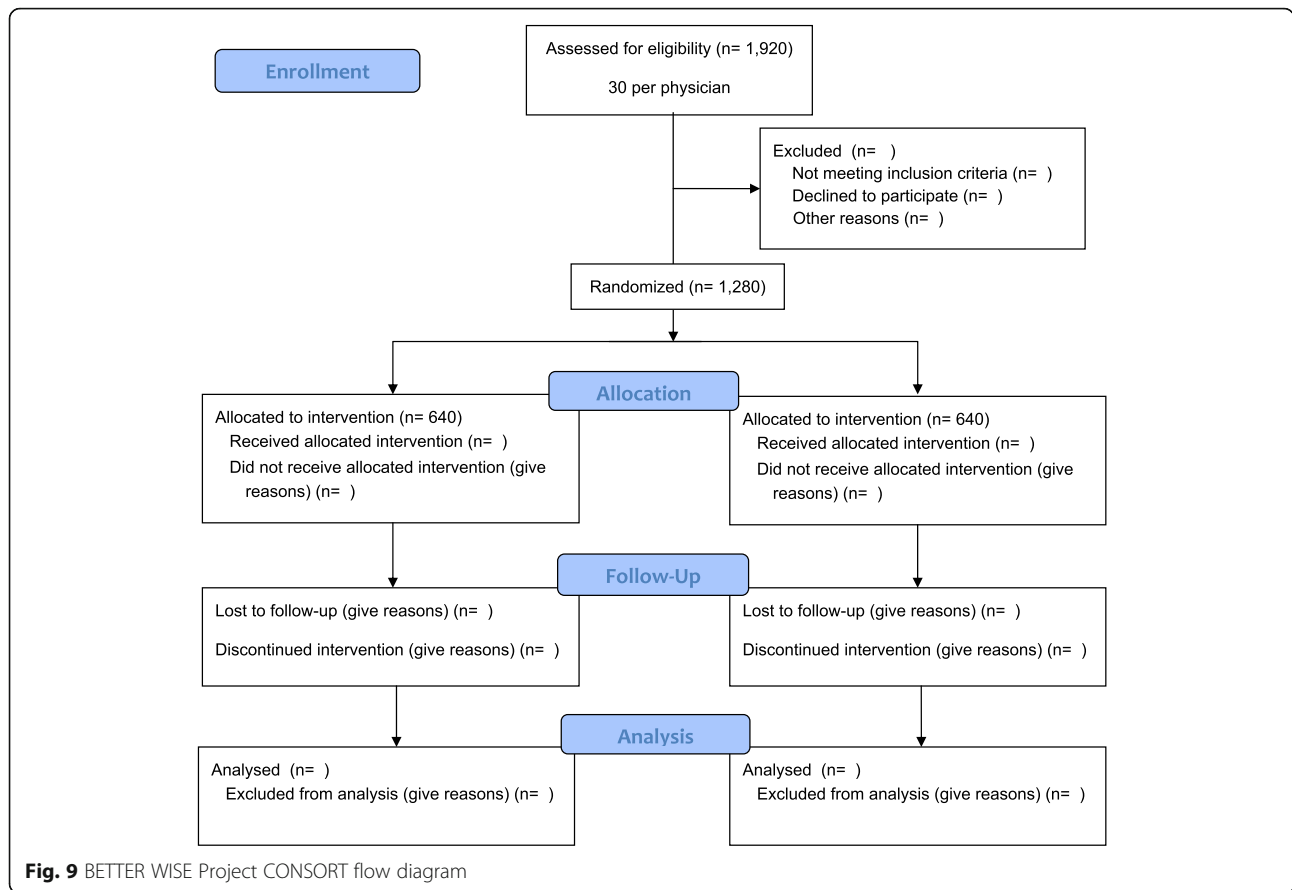 Enrollment
Assessed for eligibility (n= 1,920)
30 per physician
Excluded (n= )
Not meeting inclusion criteria (n= )
Declined to participate (n= )
Other reasons (n= )
Randomized (n= 1,280)
Allocation
Allocated to intervention (n= 640)
Received allocated intervention (n= )
Did not receive allocated intervention (give
reasons) (n= )
Allocated to intervention (n= 640)
Received allocated intervention (n= )
Did not receive allocated intervention (give
reasons) (n= )
Follow-Up
Lost to follow-up (give reasons) (n= )
Discontinued intervention (give reasons) (n= )
Lost to follow-up (give reasons) (n= )
Discontinued intervention (give reasons) (n= )
Analysis
Analysed (n= )
Excluded from analysis (give reasons) (n= )
Analysed (n= )
Excluded from analysis (give reasons) (n= )
Fig. 9 BETTER WISE Project CONSORT flow diagram